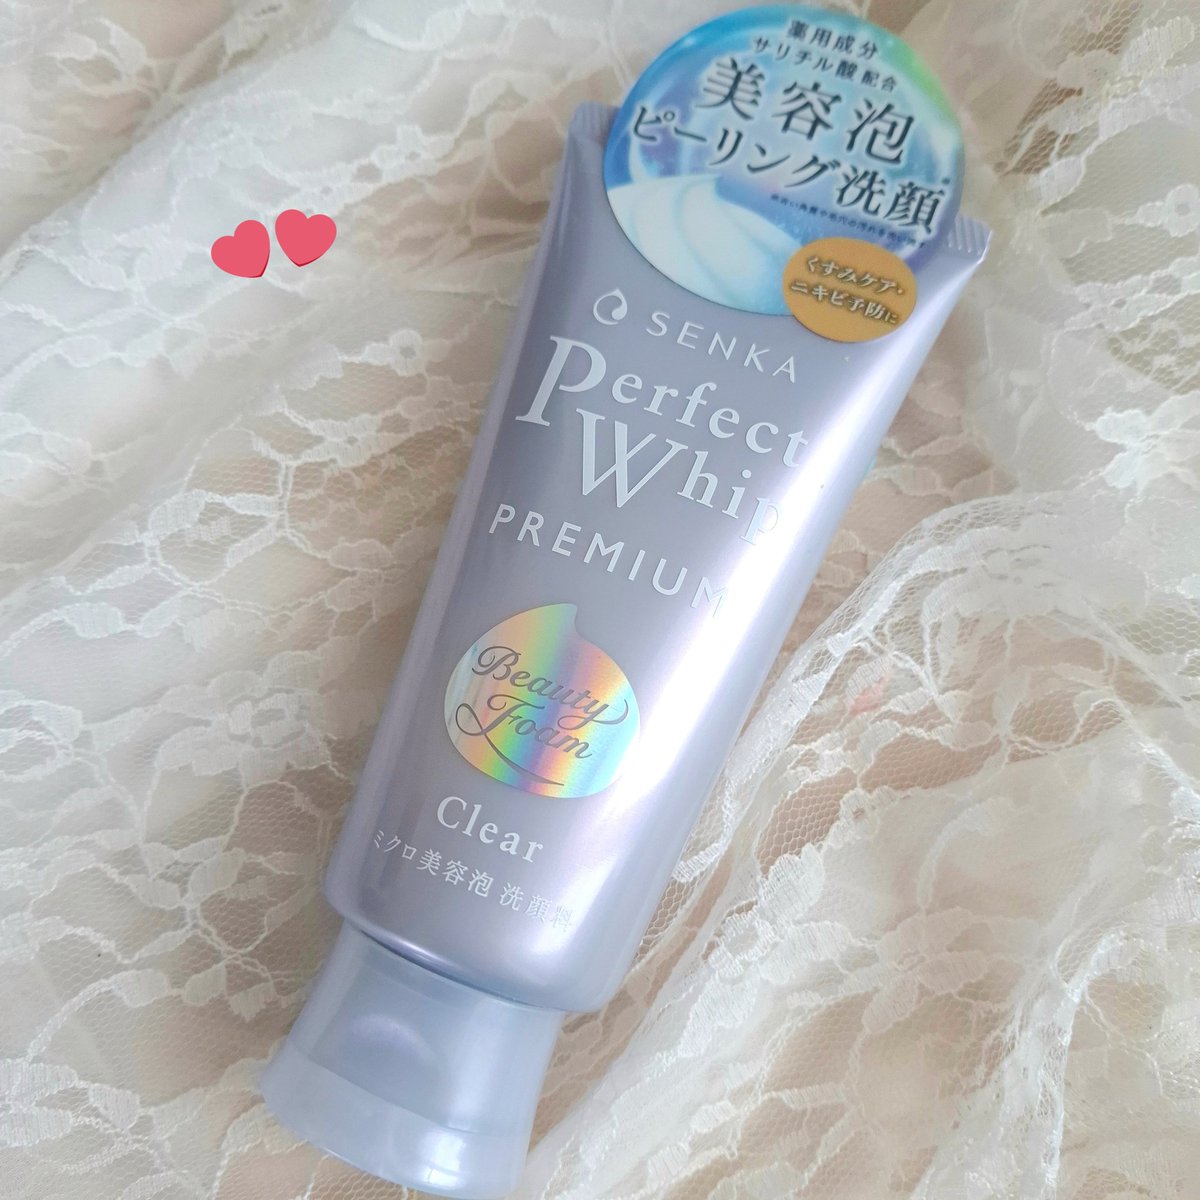 薬用成分
サリチル酸配合
美容泡
ピーリング洗顔*
くすみケア・
ニキビ予防に
SENKA
Perfect
Whip
PREMIUM
Beauty
Foam
Clear
ミクロ美容泡 洗顔料